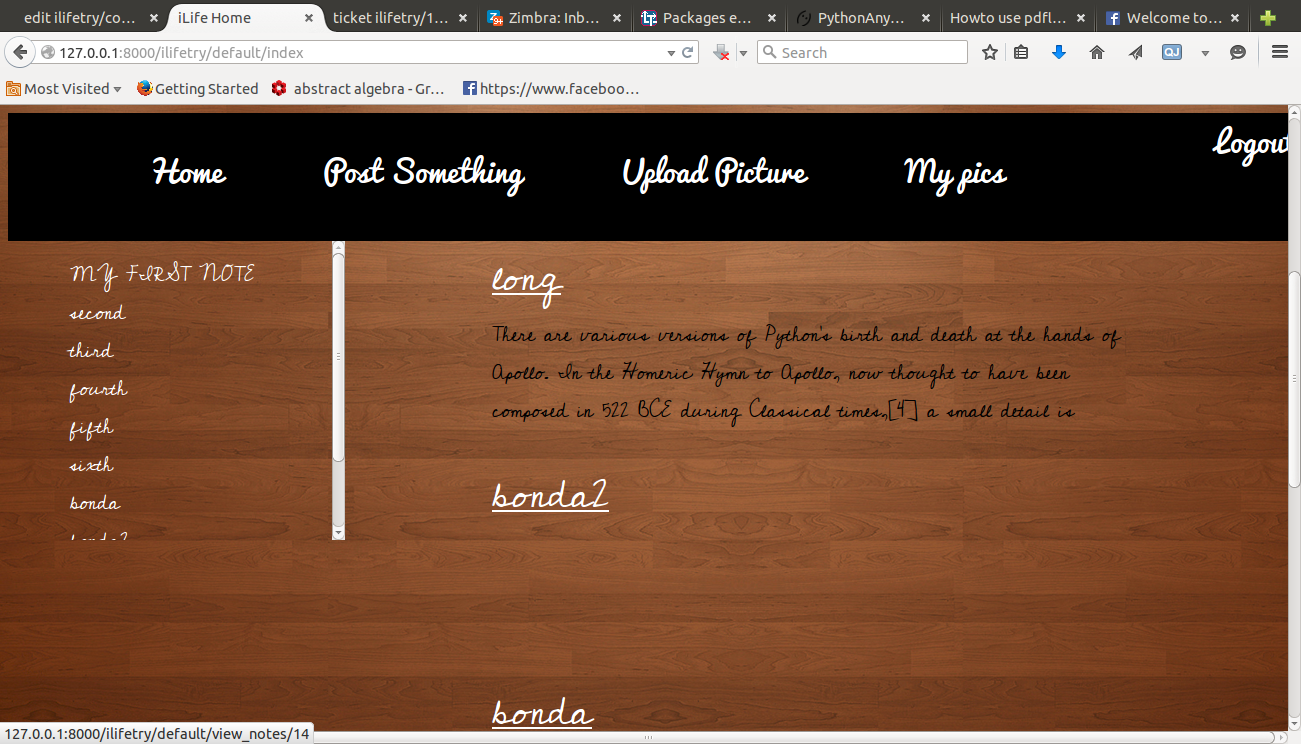 edit ilifetry/co...
iLife Home
ticket ilifetry/1...
Zimbra: Inb...
Packages e...
PythonAny...
Howto use pdfl...
Welcome to...
127.0.0.1:8000/ilifetry/default/index
Search
QJ
Most Visited
Getting Started
abstract algebra - Gr...
https://www.faceboo...
Logout
Home
Post Something
Upload Picture
My pics
MY FIRST NOTE
second
third
fourth
fifth
sixth
bonda
bonda2
long
There are various versions of Python's birth and death at the hands of
Apollo. In the Homeric Hymn to Apollo, now thought to have been
composed in 522 BCE during Classical times,[4] a small detail is
bonda2
bonda
127.0.0.1:8000/ilifetry/default/view_notes/14